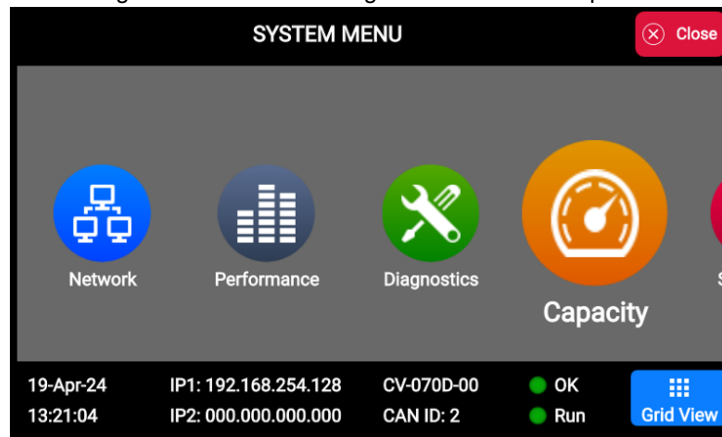 SYSTEM MENU
Close
Network
Performance
Diagnostics
Capacity
19-Apr-24 IP1: 192.168.254.128 CV-070D-00 OK
13:21:04 IP2: 000.000.000.000 CAN ID: 2 Run
Grid View